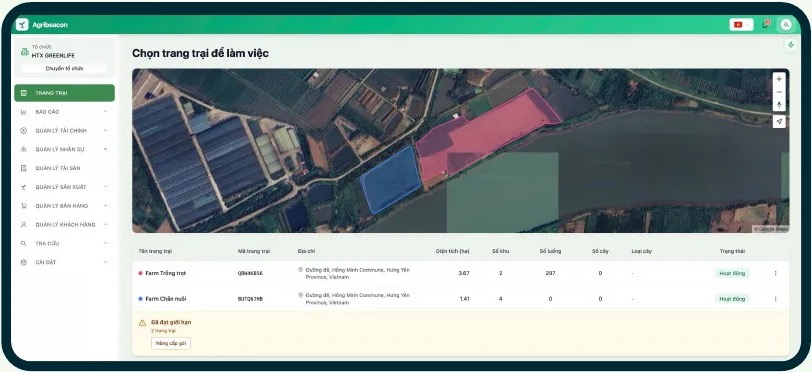 Agribeacon
TỔ CHỨC
HTX GREENLIFE
Chuyển tổ chức
TRANG TRẠI
BÁO CÁO
QUẢN LÝ TÀI CHÍNH
QUẢN LÝ NHÂN SỰ
QUẢN LÝ TÀI SẢN
QUẢN LÝ SẢN XUẤT
QUẢN LÝ BÁN HÀNG
QUẢN LÝ KHÁCH HÀNG
TRA CỨU
CÀI ĐẶT
Chọn trang trại để làm việc
© Google Maps
Tên trang trại Mã trang trại Địa chỉ Diện tích (ha) Số khu Số luống Số cây Loại cây Trạng thái
Farm Trồng trọt Đường đê, Hồng Minh Commune, Hưng Yên 3.67 2 297 0 - Hoạt động
Province, Vietnam
Farm Chăn nuôi Đường đê, Hồng Minh Commune, Hưng Yên 1.41 4 0 0 - Hoạt động
Province, Vietnam
Đã đạt giới hạn
2 trang trại
Nâng cấp gói